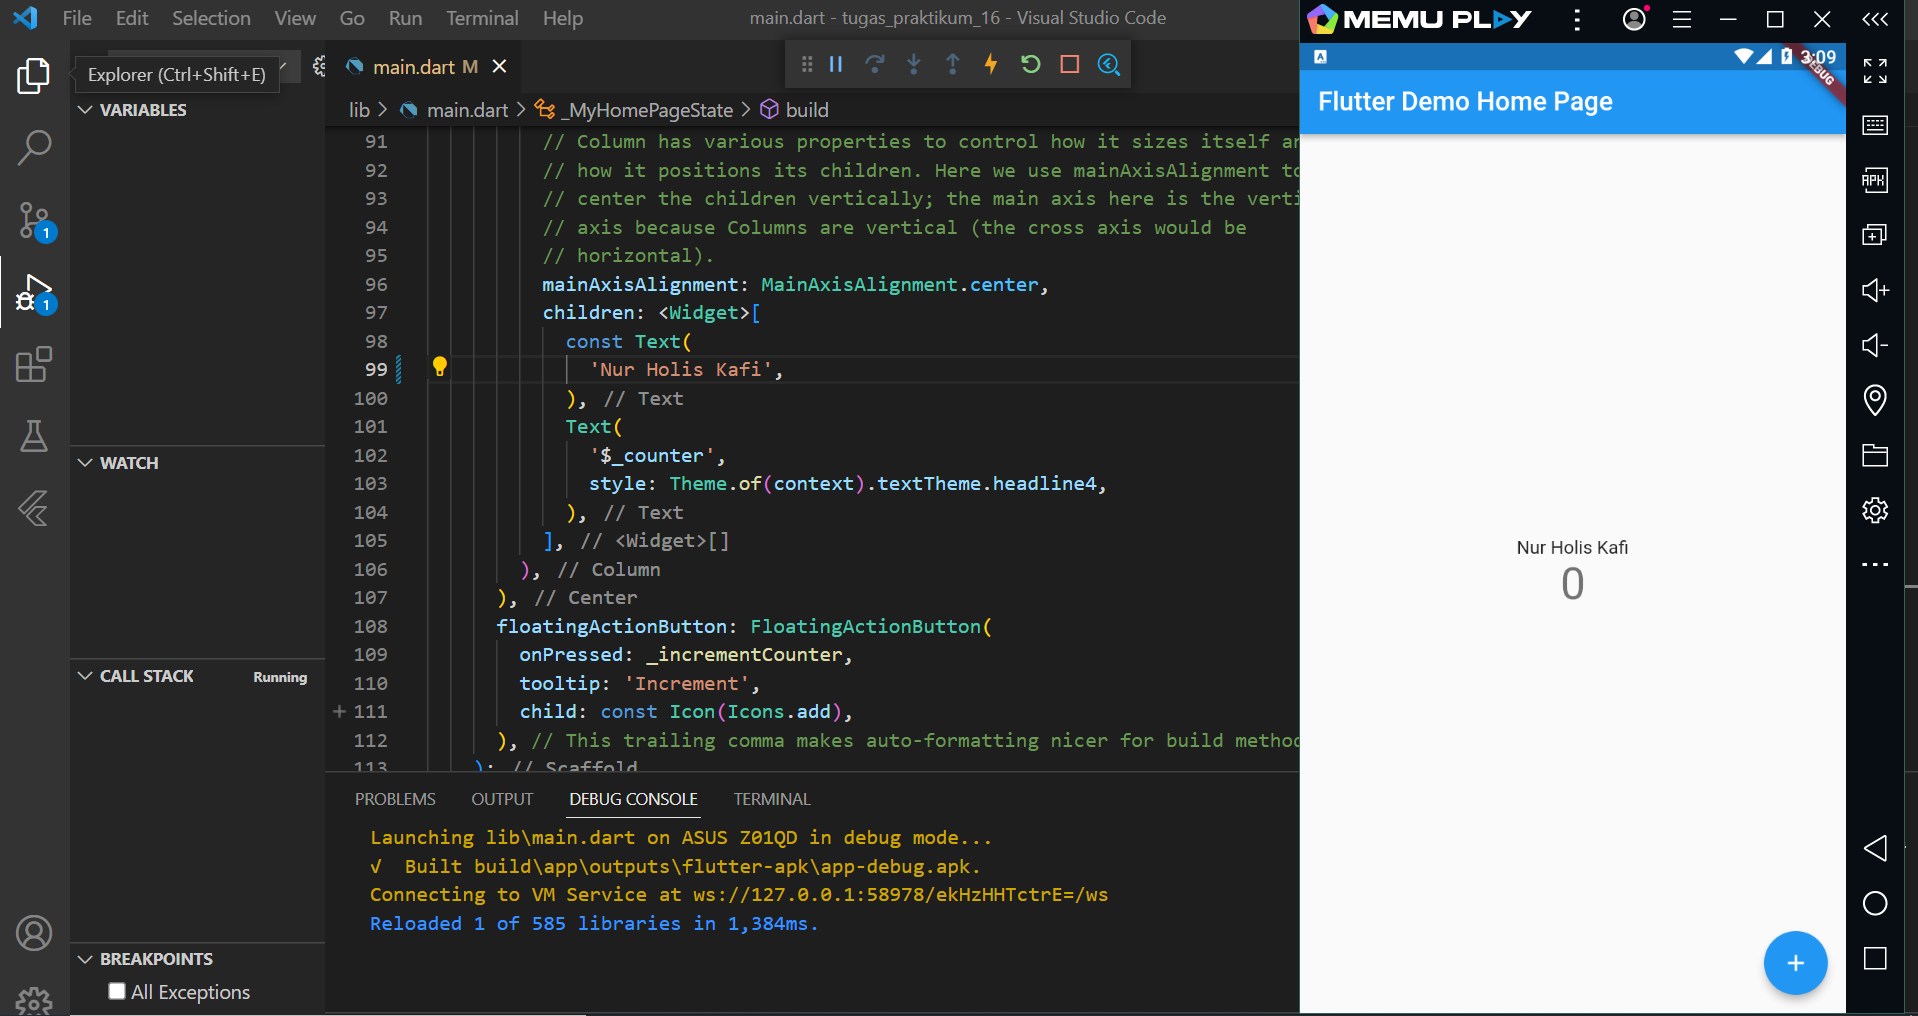 File Edit Selection View Go Run Terminal Help
main.dart - tugas_praktikum_16 - Visual Studio Code
MEMU PLAY
Explorer (Ctrl+Shift+E)
main.dart M
VARIABLES
lib > main.dart > _MyHomePageState > build
91 // Column has various properties to control how it sizes itself an
92 // how it positions its children. Here we use mainAxisAlignment to
93 // center the children vertically; the main axis here is the verti
94 // axis because Columns are vertical (the cross axis would be
95 // horizontal).
96 mainAxisAlignment: MainAxisAlignment.center,
97 children: <Widget>[
98 const Text(
99 'Nur Holis Kafi',
100 ), // Text
101 Text(
102 '$_counter',
103 style: Theme.of(context).textTheme.headline4,
104 ), // Text
105 ], // <Widget>[]
106 ), // Column
107 ), // Center
108 floatingActionButton: FloatingActionButton(
109 onPressed: _incrementCounter,
110 tooltip: 'Increment',
111 child: const Icon(Icons.add),
112 ), // This trailing comma makes auto-formatting nicer for build method
113 ); // Scaffold
1
1
WATCH
CALL STACK Running
BREAKPOINTS
All Exceptions
PROBLEMS OUTPUT DEBUG CONSOLE TERMINAL
Launching lib\main.dart on ASUS Z01QD in debug mode...
√ Built build\app\outputs\flutter-apk\app-debug.apk.
Connecting to VM Service at ws://127.0.0.1:58978/ekHzHHTctrE=/ws
Reloaded 1 of 585 libraries in 1,384ms.
A
3:09
DEBUG
Flutter Demo Home Page
Nur Holis Kafi
0
+
APK